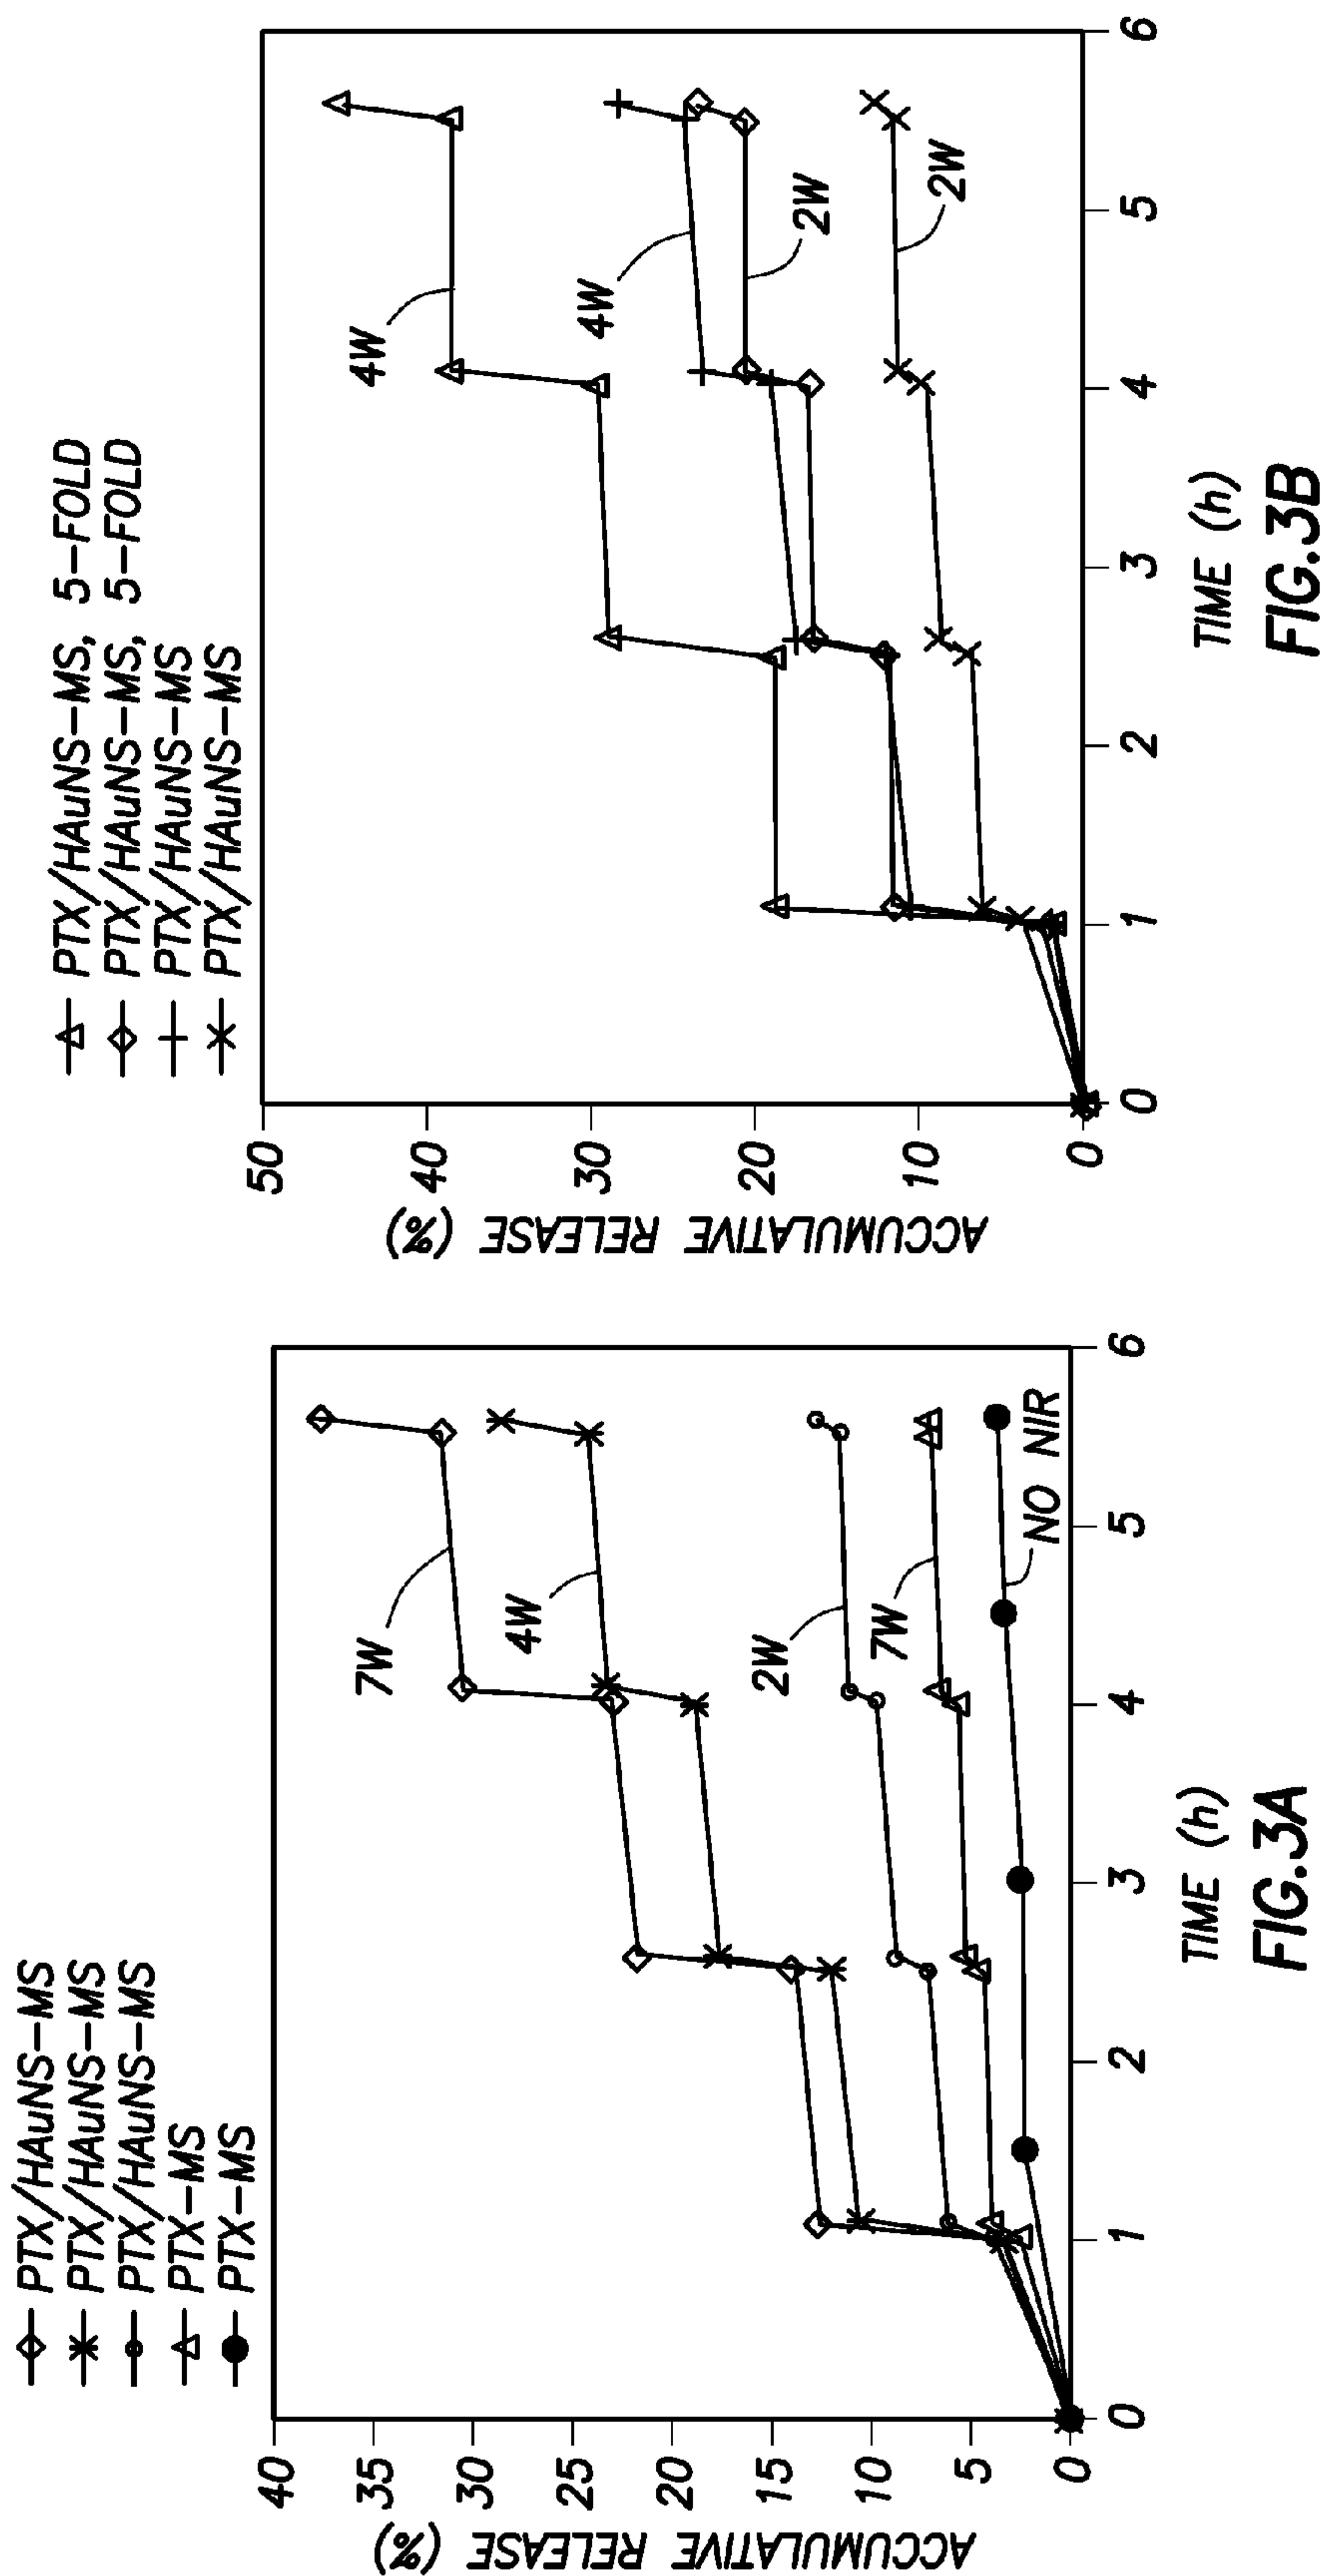 PTX/HAuNS-MS
PTX/HAuNS-MS
PTX/HAuNS-MS
PTX-MS
PTX-MS
ACCUMULATIVE RELEASE (%)
40
35
30
25
20
15
10
5
0
7W
4W
2W
7W
NO NIR
0
1
2
3
4
5
6
TIME (h)
FIG.3A
PTX/HAuNS-MS, 5-FOLD
PTX/HAuNS-MS, 5-FOLD
PTX/HAuNS-MS
PTX/HAuNS-MS
ACCUMULATIVE RELEASE (%)
50
40
30
20
10
0
4W
4W
2W
2W
0
1
2
3
4
5
6
TIME (h)
FIG.3B